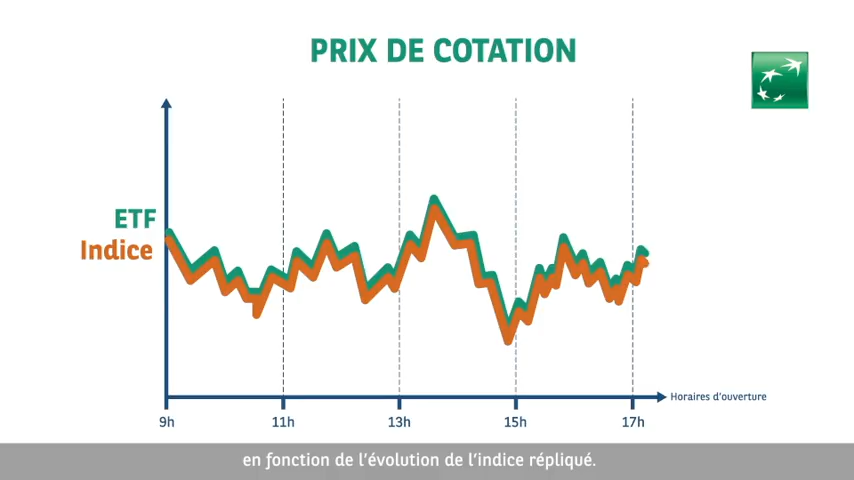 PRIX DE COTATION
ETF
Indice
Horaires d'ouverture
9h 11h 13h 15h 17h
en fonction de l'évolution de l'indice répliqué.